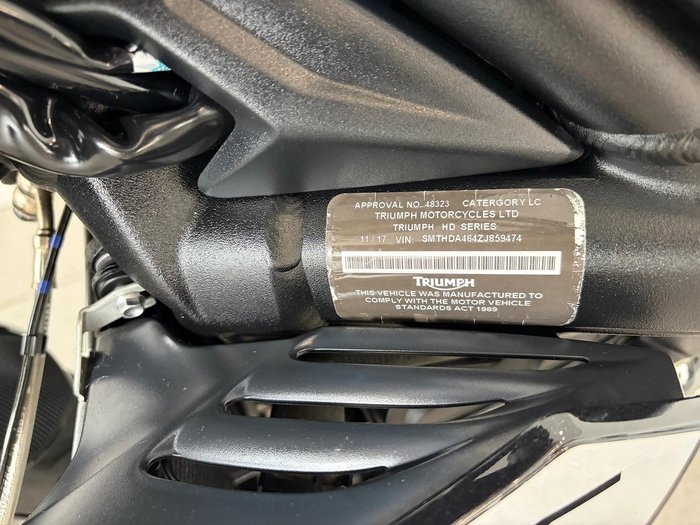 APPROVAL NO. 48323 CATERGORY LC
TRIUMPH MOTORCYCLES LTD
TRIUMPH HD SERIES
11/17 VIN: SMTHDA464ZJ859474
TRIUMPH
THIS VEHICLE WAS MANUFACTURED TO
COMPLY WITH THE MOTOR VEHICLE
STANDARDS ACT 1989